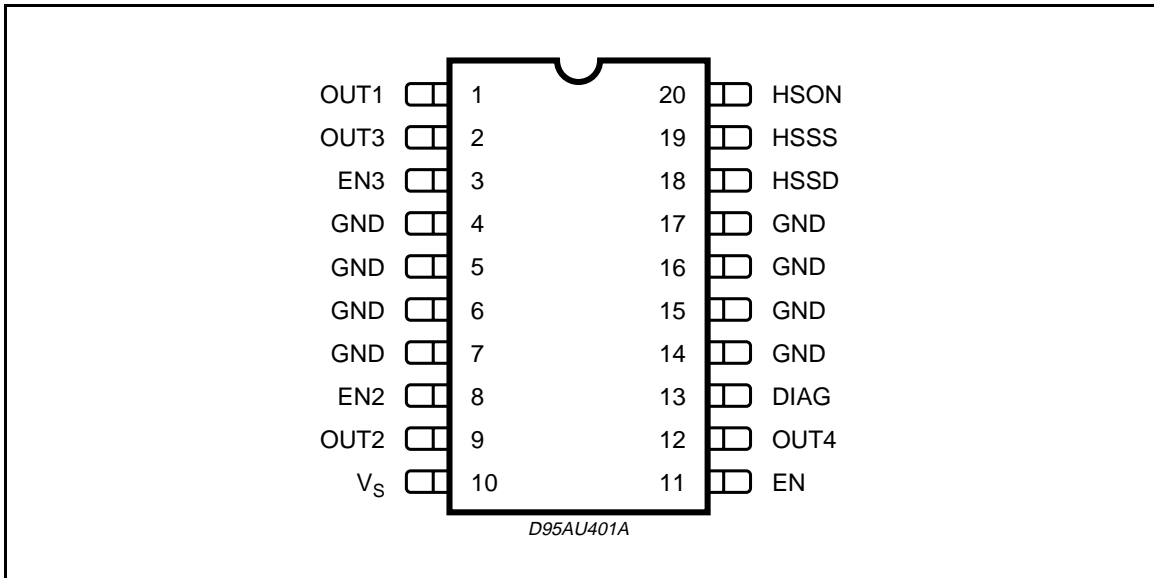 OUT1 1 20 HSON
OUT3 2 19 HSSS
EN3 3 18 HSSD
GND 4 17 GND
GND 5 16 GND
GND 6 15 GND
GND 7 14 GND
EN2 8 13 DIAG
OUT2 9 12 OUT4
VS 10 11 EN
D95AU401A